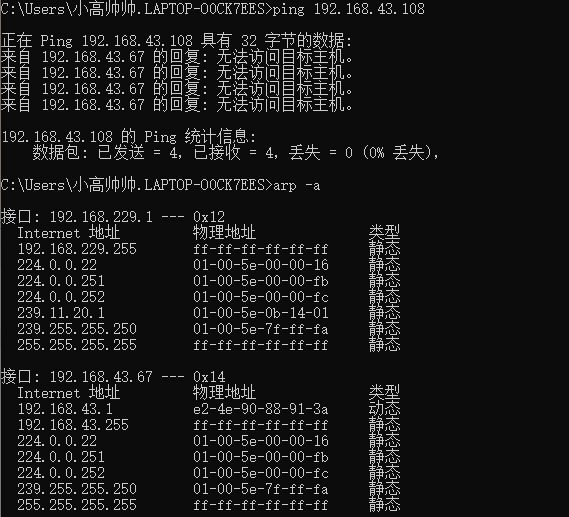 C:\Users\小高帅帅.LAPTOP-OOCK7EES>ping 192.168.43.108
正在 Ping 192.168.43.108 具有 32 字节的数据:
来自 192.168.43.67 的回复: 无法访问目标主机。
来自 192.168.43.67 的回复: 无法访问目标主机。
来自 192.168.43.67 的回复: 无法访问目标主机。
来自 192.168.43.67 的回复: 无法访问目标主机。
192.168.43.108 的 Ping 统计信息:
数据包: 已发送 = 4，已接收 = 4，丢失 = 0 (0% 丢失)，
C:\Users\小高帅帅.LAPTOP-OOCK7EES>arp -a
接口: 192.168.229.1 --- 0x12
Internet 地址 物理地址 类型
192.168.229.255 ff-ff-ff-ff-ff-ff 静态
224.0.0.22 01-00-5e-00-00-16 静态
224.0.0.251 01-00-5e-00-00-fb 静态
224.0.0.252 01-00-5e-00-00-fc 静态
239.11.20.1 01-00-5e-0b-14-01 静态
239.255.255.250 01-00-5e-7f-ff-fa 静态
255.255.255.255 ff-ff-ff-ff-ff-ff 静态
接口: 192.168.43.67 --- 0x14
Internet 地址 物理地址 类型
192.168.43.1 e2-4e-90-88-91-3a 动态
192.168.43.255 ff-ff-ff-ff-ff-ff 静态
224.0.0.22 01-00-5e-00-00-16 静态
224.0.0.251 01-00-5e-00-00-fb 静态
224.0.0.252 01-00-5e-00-00-fc 静态
239.255.255.250 01-00-5e-7f-ff-fa 静态
255.255.255.255 ff-ff-ff-ff-ff-ff 静态